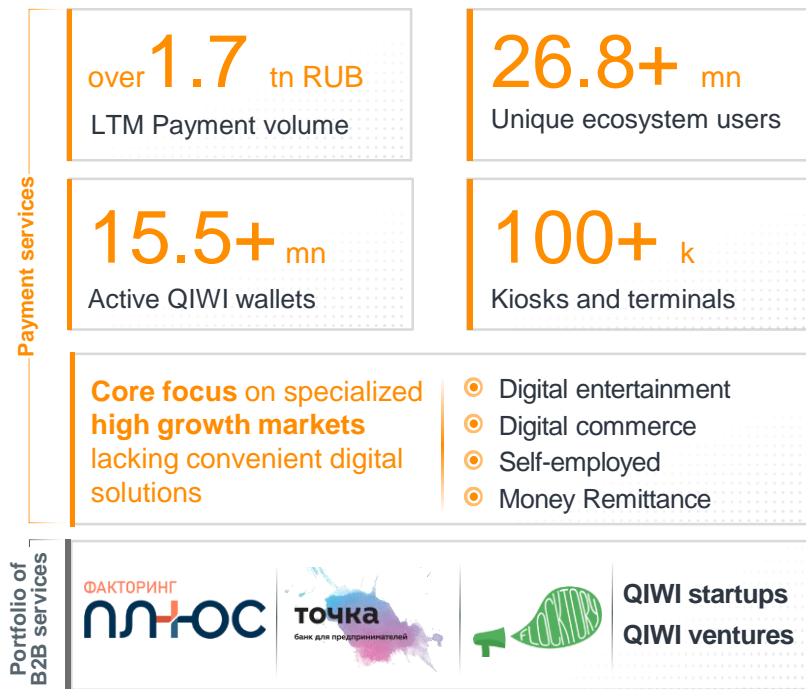 Payment services
over 1.7 tn RUB
LTM Payment volume
26.8+ mn
Unique ecosystem users
15.5+ mn
Active QIWI wallets
100+ k
Kiosks and terminals
Core focus on specialized
high growth markets
lacking convenient digital
solutions
Digital entertainment
Digital commerce
Self-employed
Money Remittance
Portfolio of
B2B services
ФАКТОРИНГ
ПЛЮС
точка
банк для предпринимателей
FLOCKTORY
QIWI startups
QIWI ventures